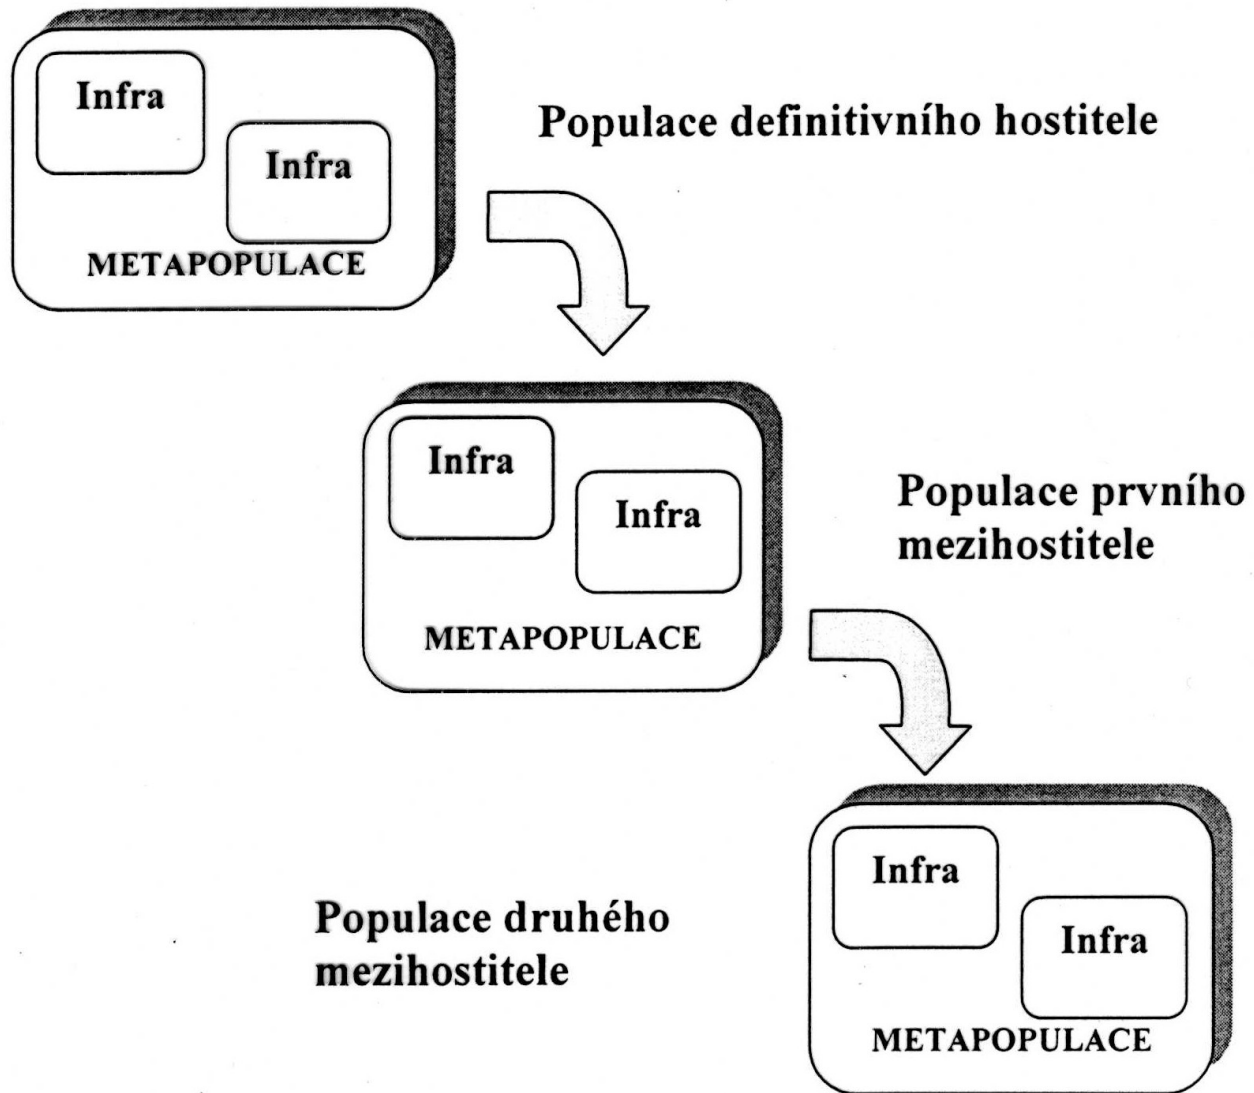 Infra
Infra
METAPOPULACE
Populace definitivního hostitele
Infra
Infra
METAPOPULACE
Populace prvního
mezihostitele
Populace druhého
mezihostitele
Infra
Infra
METAPOPULACE